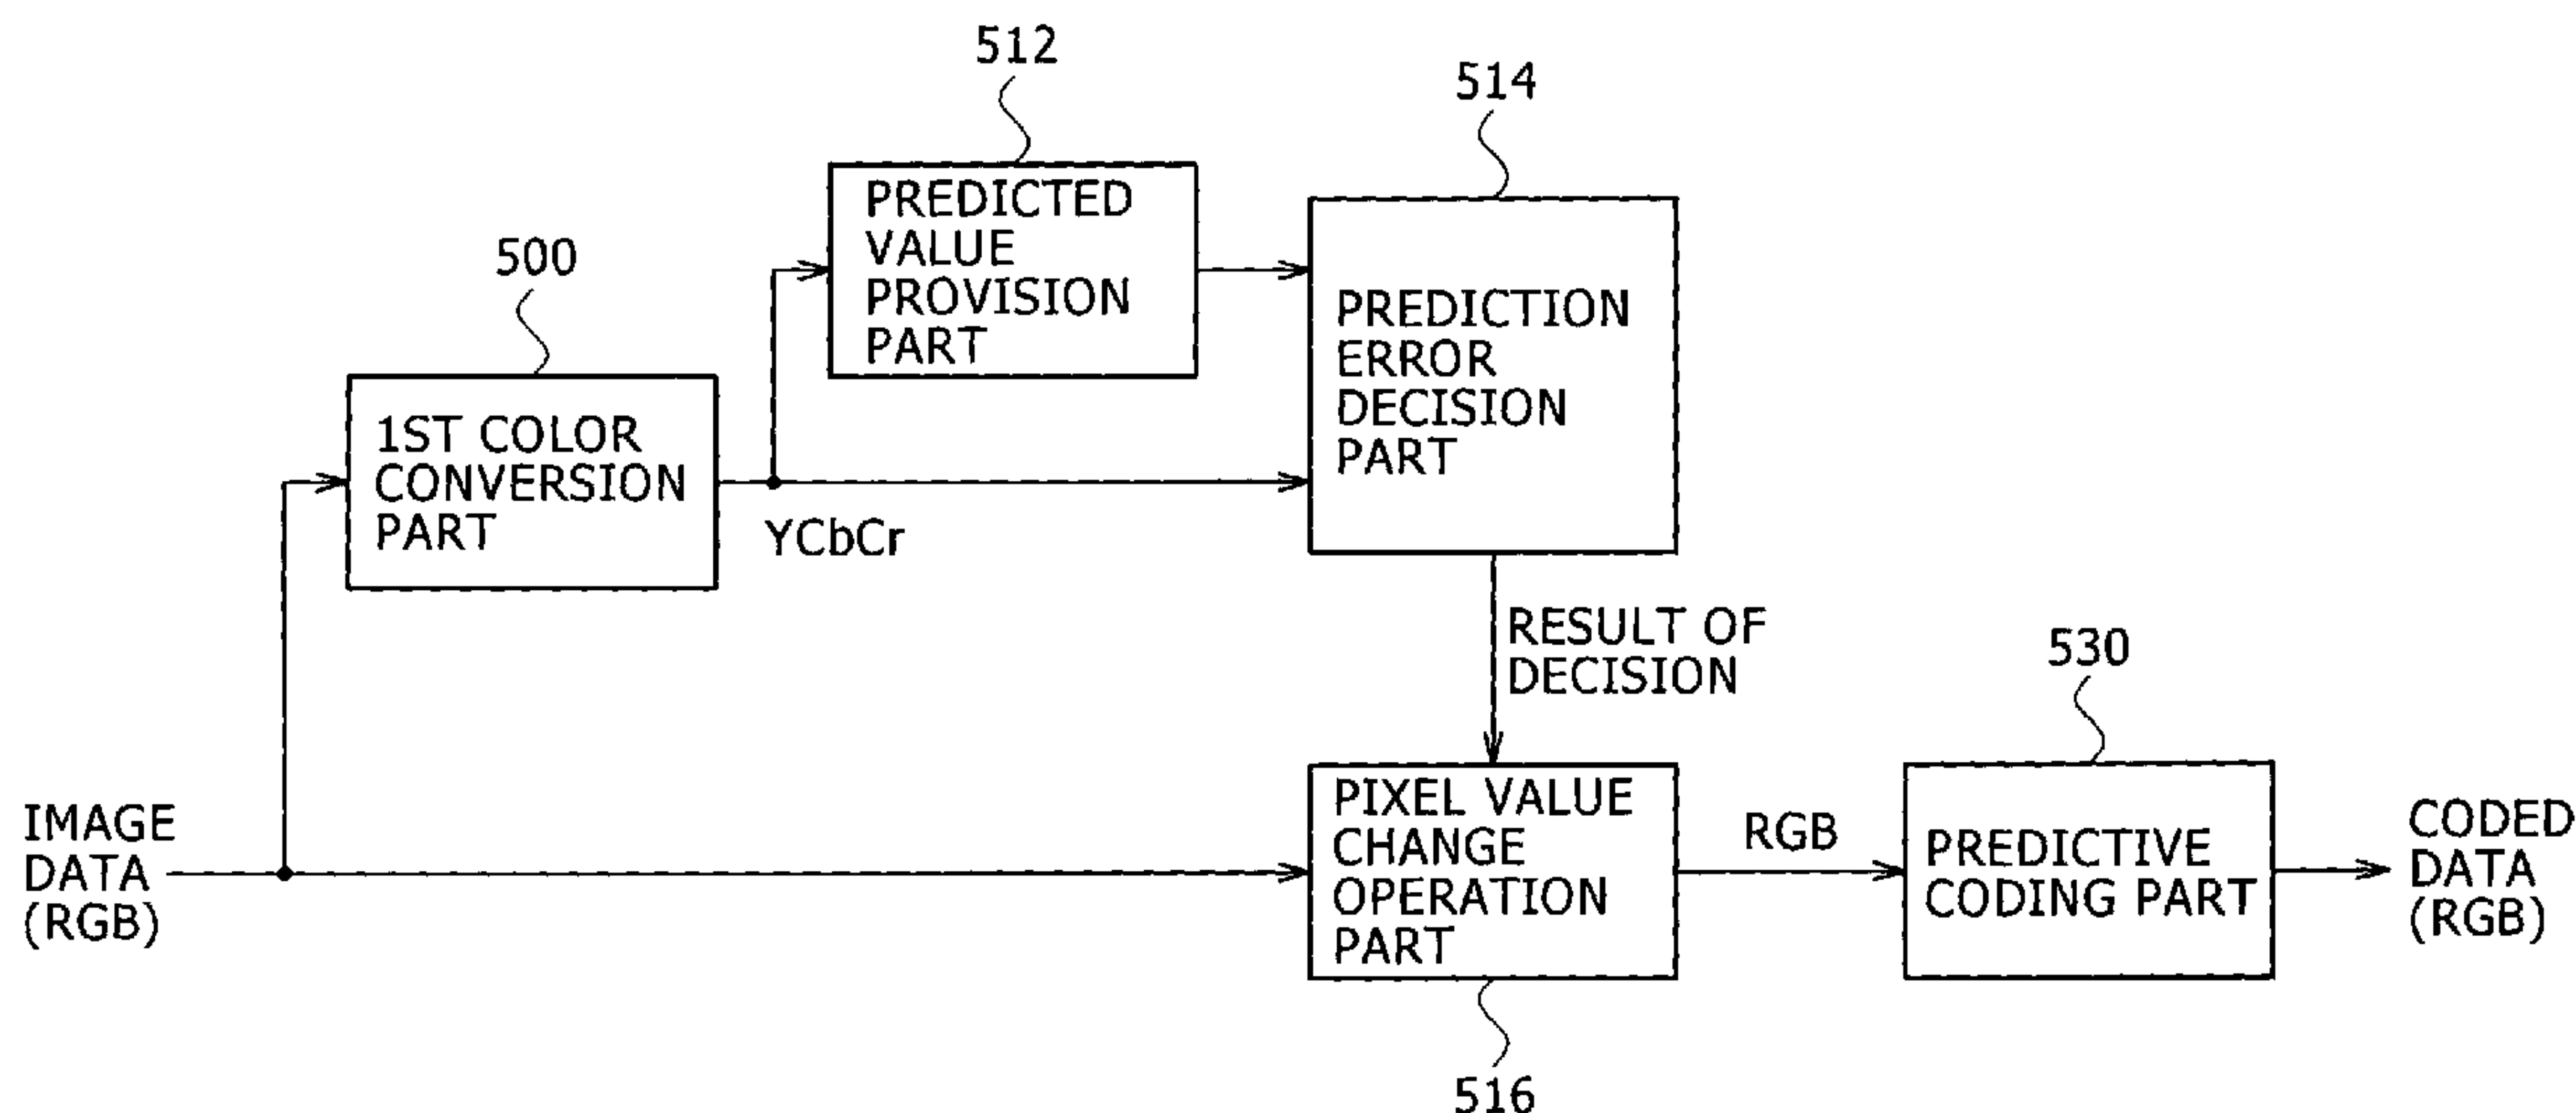 512
514
PREDICTED
VALUE
PROVISION
PART
500
PREDICTION
ERROR
DECISION
PART
1ST COLOR
CONVERSION
PART
YCbCr
RESULT OF
DECISION
530
IMAGE
DATA
(RGB)
PIXEL VALUE
CHANGE
OPERATION
PART
RGB
PREDICTIVE
CODING PART
CODED
DATA
(RGB)
516